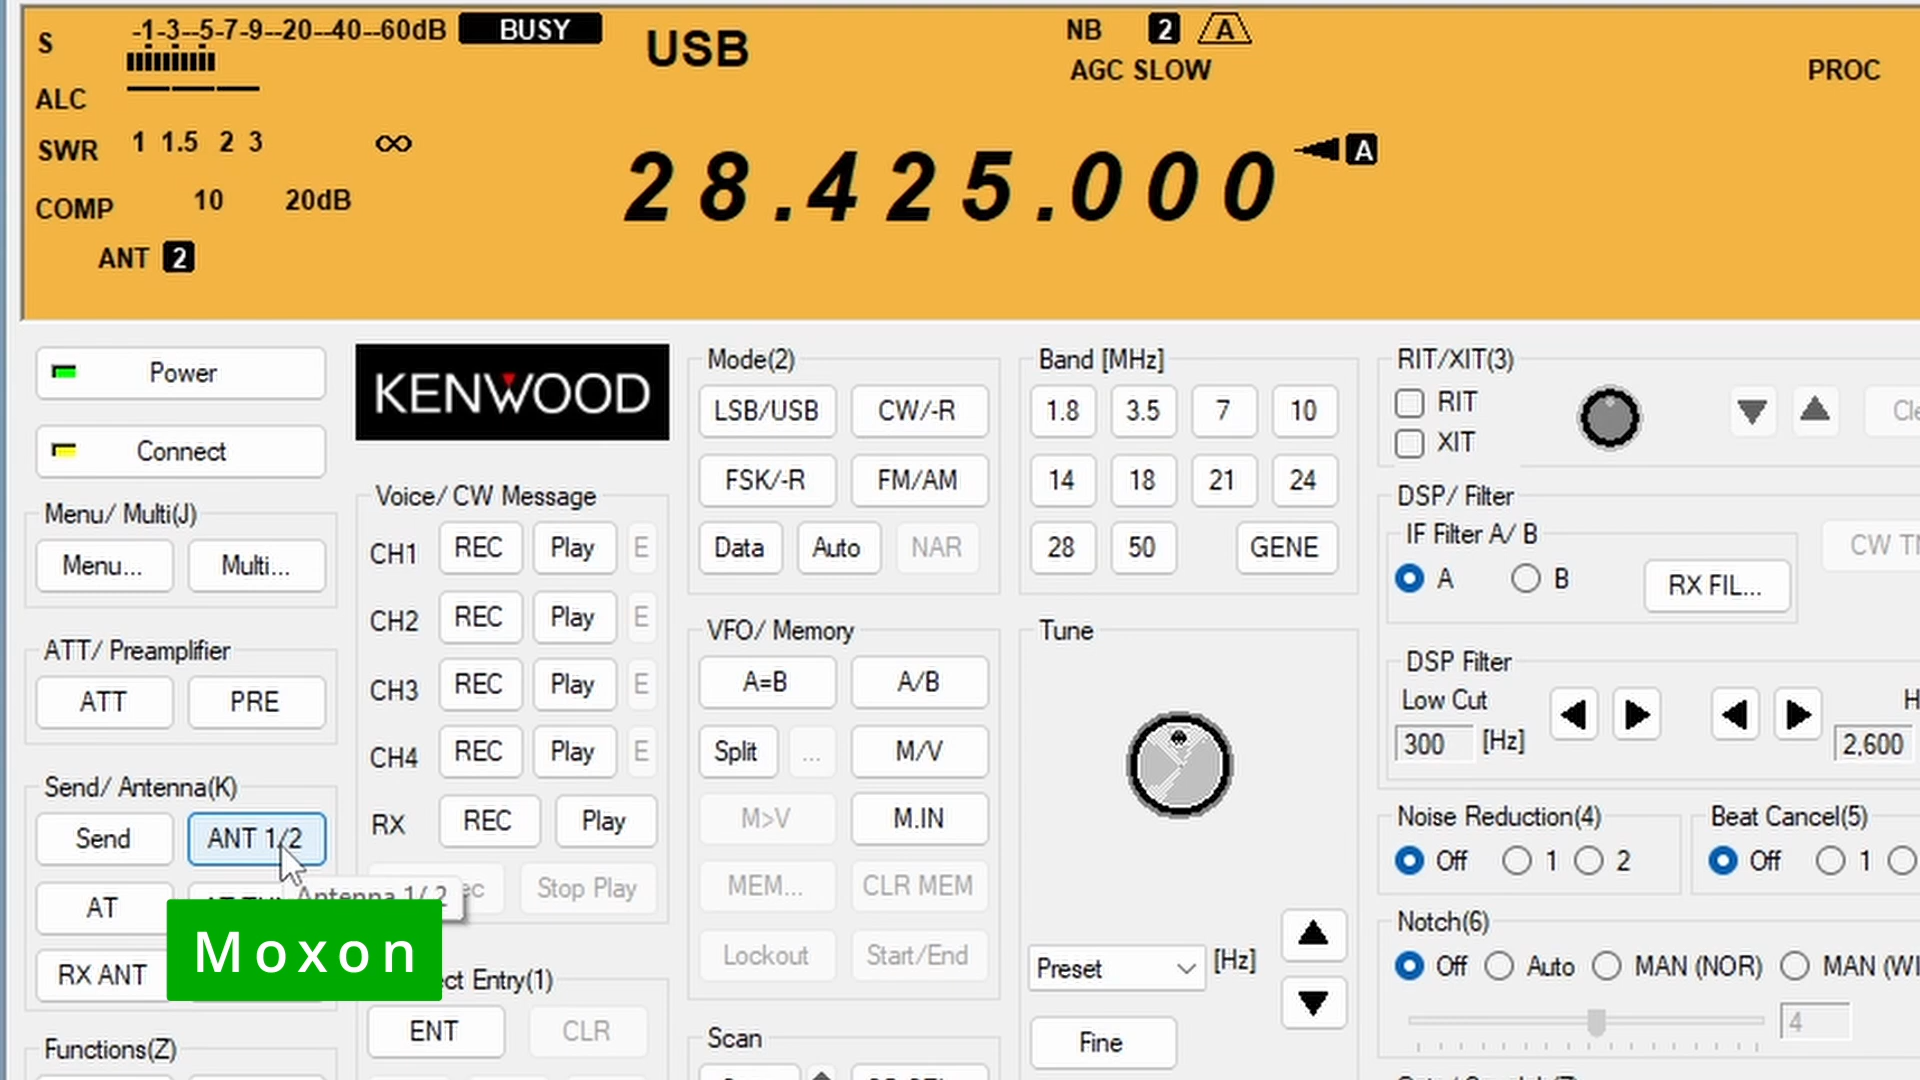 S -1-3--5-7-9--20--40--60dB BUSY USB NB 2 A
AGC SLOW PROC
ALC
SWR 1 1.5 2 3 ∞ 28.425.000 A
COMP 10 20dB
ANT 2
Power
Connect
KENWOOD
Menu/ Multi(J)
Menu... Multi...
ATT/ Preamplifier
ATT PRE
Send/ Antenna(K)
Send ANT 1/2
Antenna 1/ 2
AT
RX ANT
Moxon
Functions(Z)
Voice/ CW Message
CH1 REC Play E
CH2 REC Play E
CH3 REC Play E
CH4 REC Play E
RX REC Play
Stop Play
Entry(1)
ENT CLR
Mode(2)
LSB/USB CW/-R
FSK/-R FM/AM
Data Auto NAR
VFO/ Memory
A=B A/B
Split ... M/V
M>V M.IN
MEM... CLR MEM
Lockout Start/End
Scan
Band [MHz]
1.8 3.5 7 10
14 18 21 24
28 50 GENE
Tune
Preset [Hz]
Fine
RIT/XIT(3)
RIT
XIT
DSP/ Filter
IF Filter A/ B
A B RX FIL...
CW
DSP Filter
Low Cut
300 [Hz] 2,600
Noise Reduction(4)
Off 1 2
Beat Cancel(5)
Off 1
Notch(6)
Off Auto MAN (NOR) MAN
4